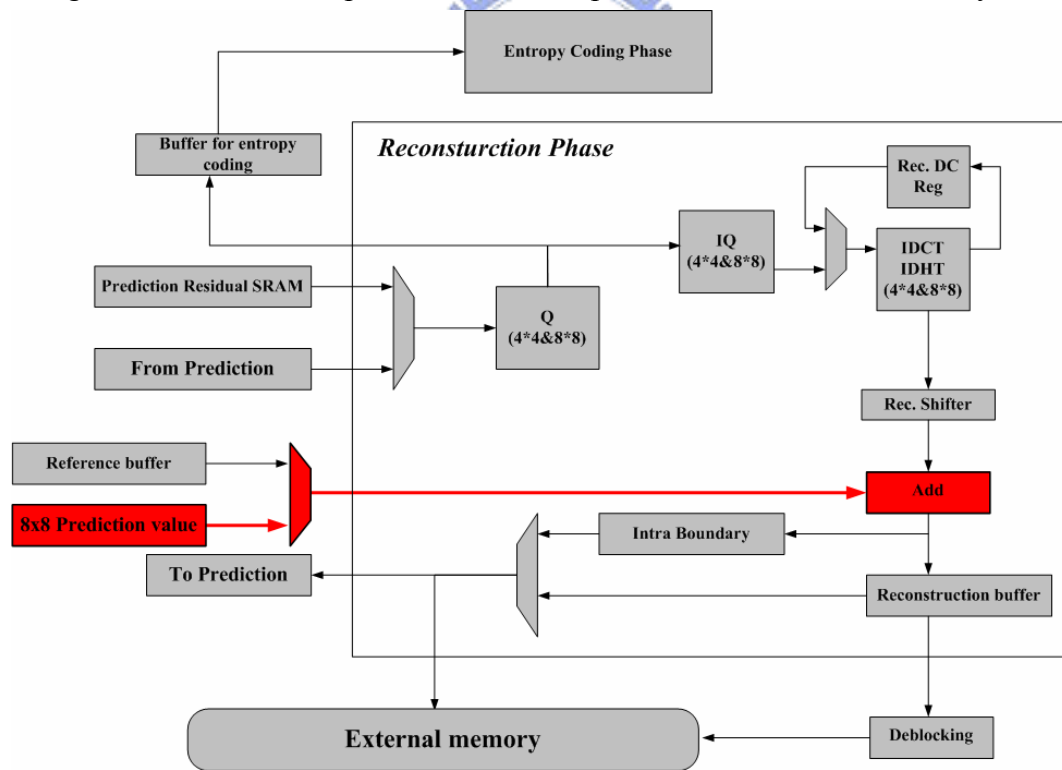 Entropy Coding Phase
Buffer for entropy
coding
Reconsturction Phase
Rec. DC
Reg
IQ
(4*4&8*8)
IDCT
IDHT
(4*4&8*8)
Prediction Residual SRAM
Q
(4*4&8*8)
From Prediction
Rec. Shifter
Reference buffer
Add
8x8 Prediction value
Intra Boundary
To Prediction
Reconstruction buffer
External memory
Deblocking